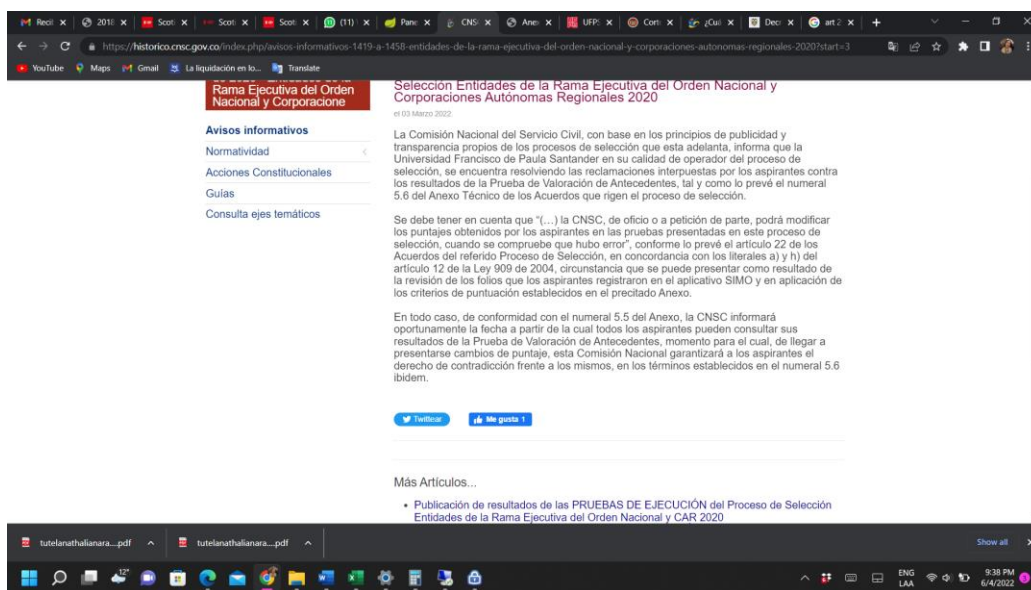 Recit
2018
Scoti
Scoti
Scoti
(11)
Pane
CNS
Ane
UFPS
Cort
¿Cuá
Decr
art 2
https://historico.cnsc.gov.co/index.php/avisos-informativos-1419-a-1458-entidades-de-la-rama-ejecutiva-del-orden-nacional-y-corporaciones-autonomas-regionales-2020?start=3
YouTube Maps Gmail La liquidación en lo... Translate
Rama Ejecutiva del Orden
Nacional y Corporacione
Avisos informativos
Normatividad
Acciones Constitucionales
Guías
Consulta ejes temáticos
Selección Entidades de la Rama Ejecutiva del Orden Nacional y
Corporaciones Autónomas Regionales 2020
el 03 Marzo 2022.
La Comisión Nacional del Servicio Civil, con base en los principios de publicidad y
transparencia propios de los procesos de selección que esta adelanta, informa que la
Universidad Francisco de Paula Santander en su calidad de operador del proceso de
selección, se encuentra resolviendo las reclamaciones interpuestas por los aspirantes contra
los resultados de la Prueba de Valoración de Antecedentes, tal y como lo prevé el numeral
5.6 del Anexo Técnico de los Acuerdos que rigen el proceso de selección.
Se debe tener en cuenta que “(…) la CNSC, de oficio o a petición de parte, podrá modificar
los puntajes obtenidos por los aspirantes en las pruebas presentadas en este proceso de
selección, cuando se compruebe que hubo error”, conforme lo prevé el artículo 22 de los
Acuerdos del referido Proceso de Selección, en concordancia con los literales a) y h) del
artículo 12 de la Ley 909 de 2004, circunstancia que se puede presentar como resultado de
la revisión de los folios que los aspirantes registraron en el aplicativo SIMO y en aplicación de
los criterios de puntuación establecidos en el precitado Anexo.
En todo caso, de conformidad con el numeral 5.5 del Anexo, la CNSC informará
oportunamente la fecha a partir de la cual todos los aspirantes pueden consultar sus
resultados de la Prueba de Valoración de Antecedentes, momento para el cual, de llegar a
presentarse cambios de puntaje, esta Comisión Nacional garantizará a los aspirantes el
derecho de contradicción frente a los mismos, en los términos establecidos en el numeral 5.6
ibidem.
Twittear
Me gusta 1
Más Artículos...
Publicación de resultados de las PRUEBAS DE EJECUCIÓN del Proceso de Selección
Entidades de la Rama Ejecutiva del Orden Nacional y CAR 2020
tutelanathalianara....pdf
tutelanathalianara....pdf
Show all
12°
ENG
LAA
9:38 PM
6/4/2022